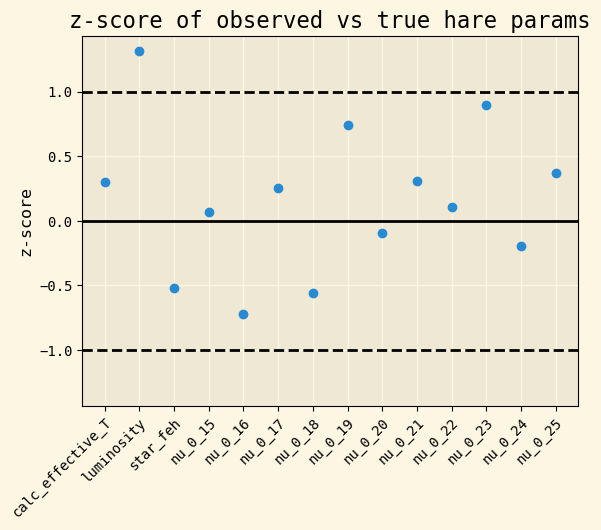 z-score of observed vs true hare params
z-score
1.0
0.5
0.0
−0.5
−1.0
calc_effective_T
luminosity
star_feh
nu_0_15
nu_0_16
nu_0_17
nu_0_18
nu_0_19
nu_0_20
nu_0_21
nu_0_22
nu_0_23
nu_0_24
nu_0_25